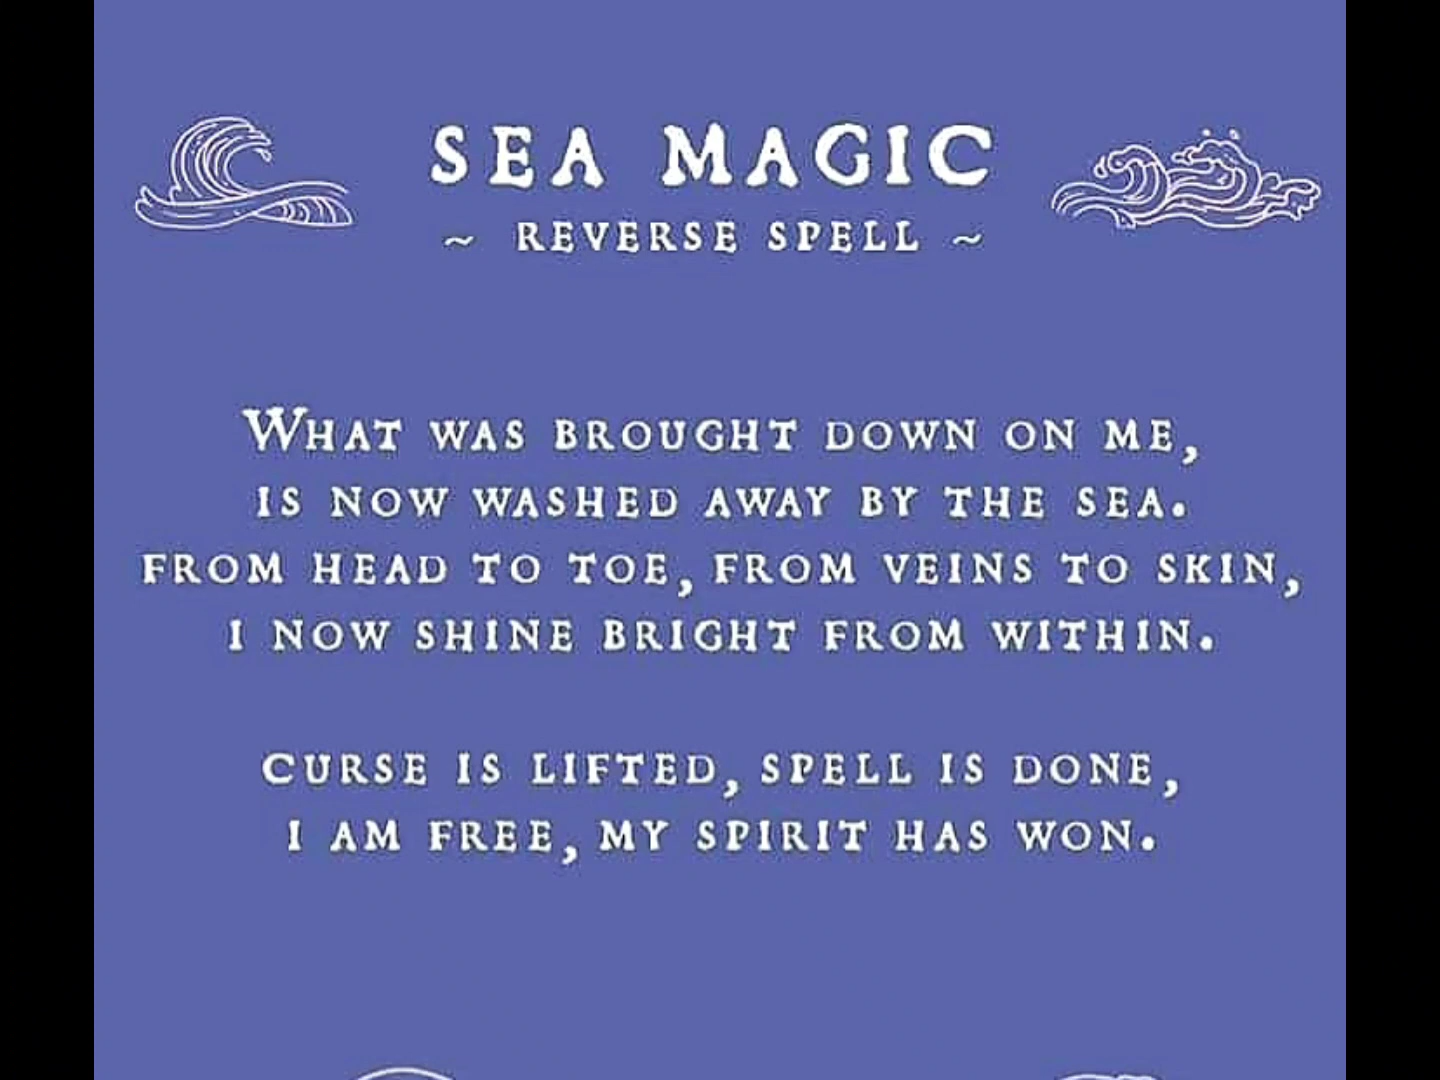 SEA MAGIC
~ REVERSE SPELL ~
WHAT WAS BROUGHT DOWN ON ME,
IS NOW WASHED AWAY BY THE SEA.
FROM HEAD TO TOE, FROM VEINS TO SKIN,
I NOW SHINE BRIGHT FROM WITHIN.
CURSE IS LIFTED, SPELL IS DONE,
I AM FREE, MY SPIRIT HAS WON.